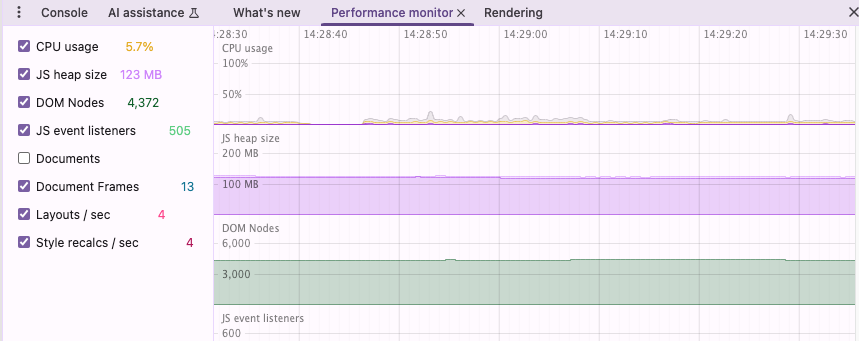 Console AI assistance What's new Performance monitor × Rendering ×
CPU usage 5.7%
JS heap size 123 MB
DOM Nodes 4,372
JS event listeners 505
Documents
Document Frames 13
Layouts / sec 4
Style recalcs / sec 4
:28:30 14:28:40 14:28:50 14:29:00 14:29:10 14:29:20 14:29:30
CPU usage
100%
50%
JS heap size
200 MB
100 MB
DOM Nodes
6,000
3,000
JS event listeners
600